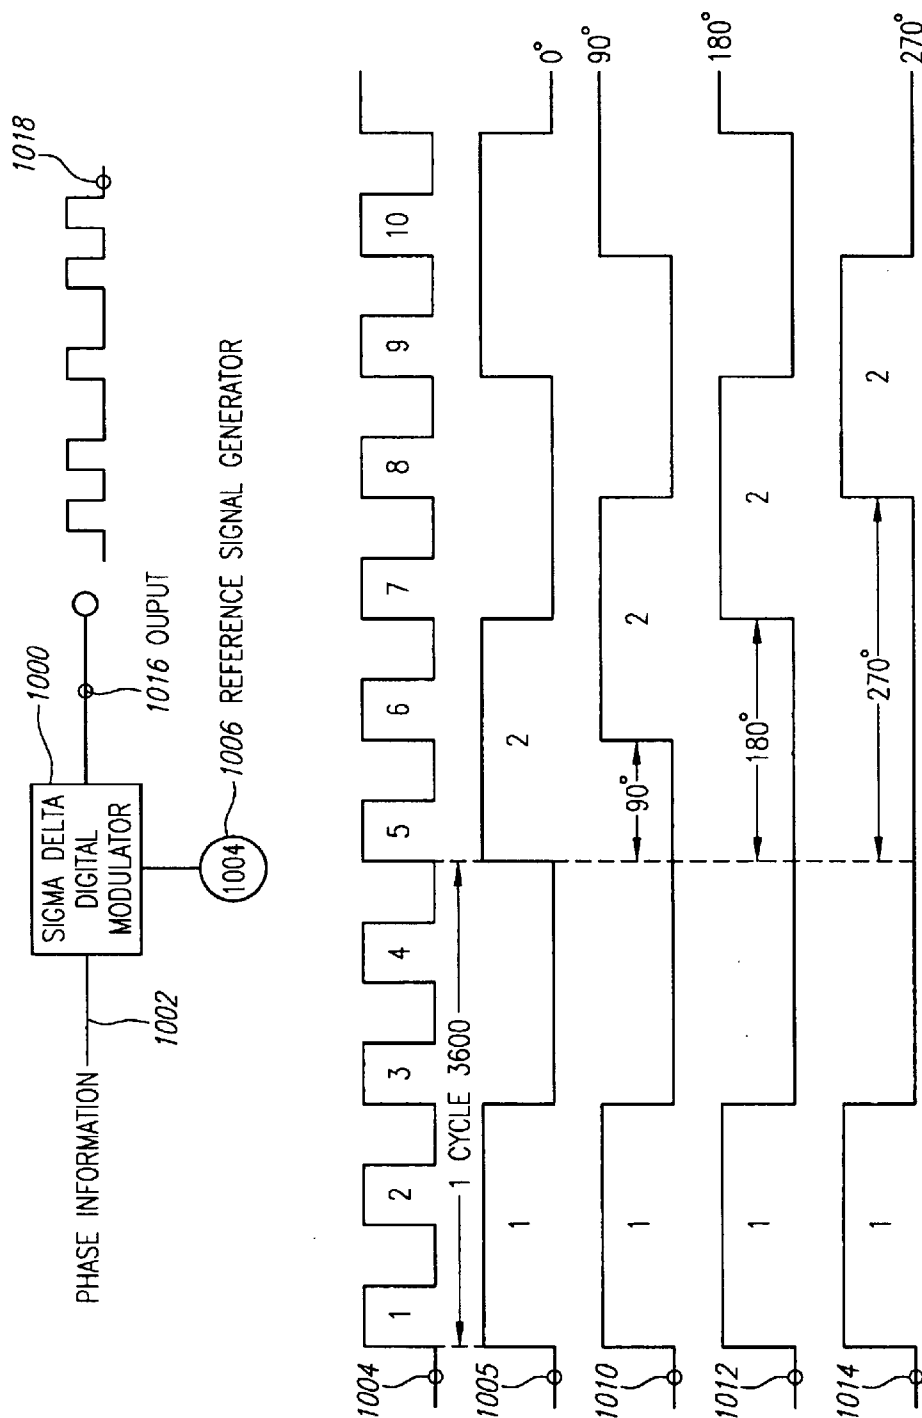 1018
1000
SIGMA DELTA
DIGITAL
MODULATOR
PHASE INFORMATION
1002
1016 OUPUT
1004
1006 REFERENCE SIGNAL GENERATOR
1004
1 2 3 4 5 6 7 8 9 10
1 CYCLE 3600
1005
1 2
0°
1010
1 2
90°
90°
1012
1 2
180°
180°
1014
1 2
270°
270°